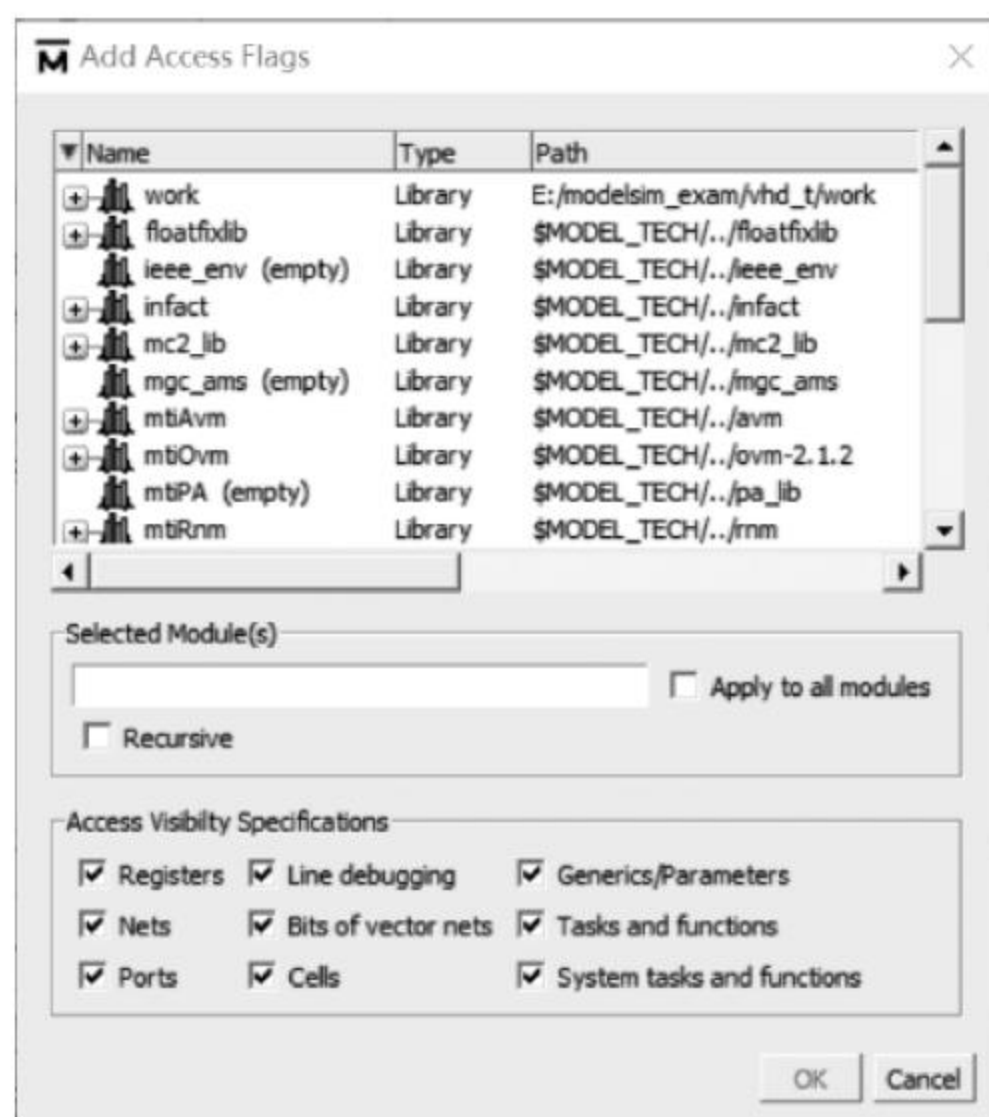 M Add Access Flags
Name Type Path
work Library E:/modelsim_exam/vhd_t/work
floatfixlib Library $MODEL_TECH/../floatfixlib
ieee_env (empty) Library $MODEL_TECH/../ieee_env
infact Library $MODEL_TECH/../infact
mc2_lib Library $MODEL_TECH/../mc2_lib
mgc_ams (empty) Library $MODEL_TECH/../mgc_ams
mtiAvm Library $MODEL_TECH/../avm
mtiOvm Library $MODEL_TECH/../ovm-2.1.2
mtiPA (empty) Library $MODEL_TECH/../pa_lib
mtiRnm Library $MODEL_TECH/../rnm
Selected Module(s)
Apply to all modules
Recursive
Access Visibilty Specifications
Registers Line debugging Generics/Parameters
Nets Bits of vector nets Tasks and functions
Ports Cells System tasks and functions
OK Cancel